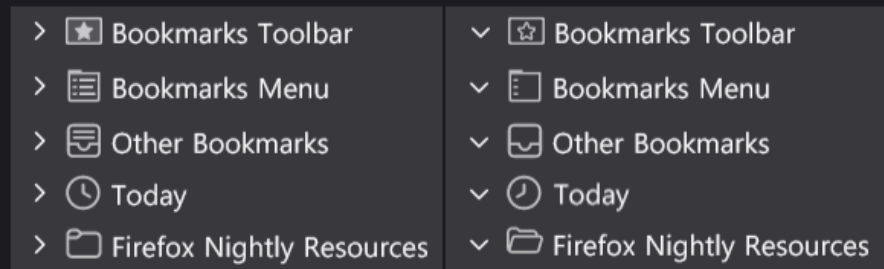 Bookmarks Toolbar
Bookmarks Menu
Other Bookmarks
Today
Firefox Nightly Resources
Bookmarks Toolbar
Bookmarks Menu
Other Bookmarks
Today
Firefox Nightly Resources